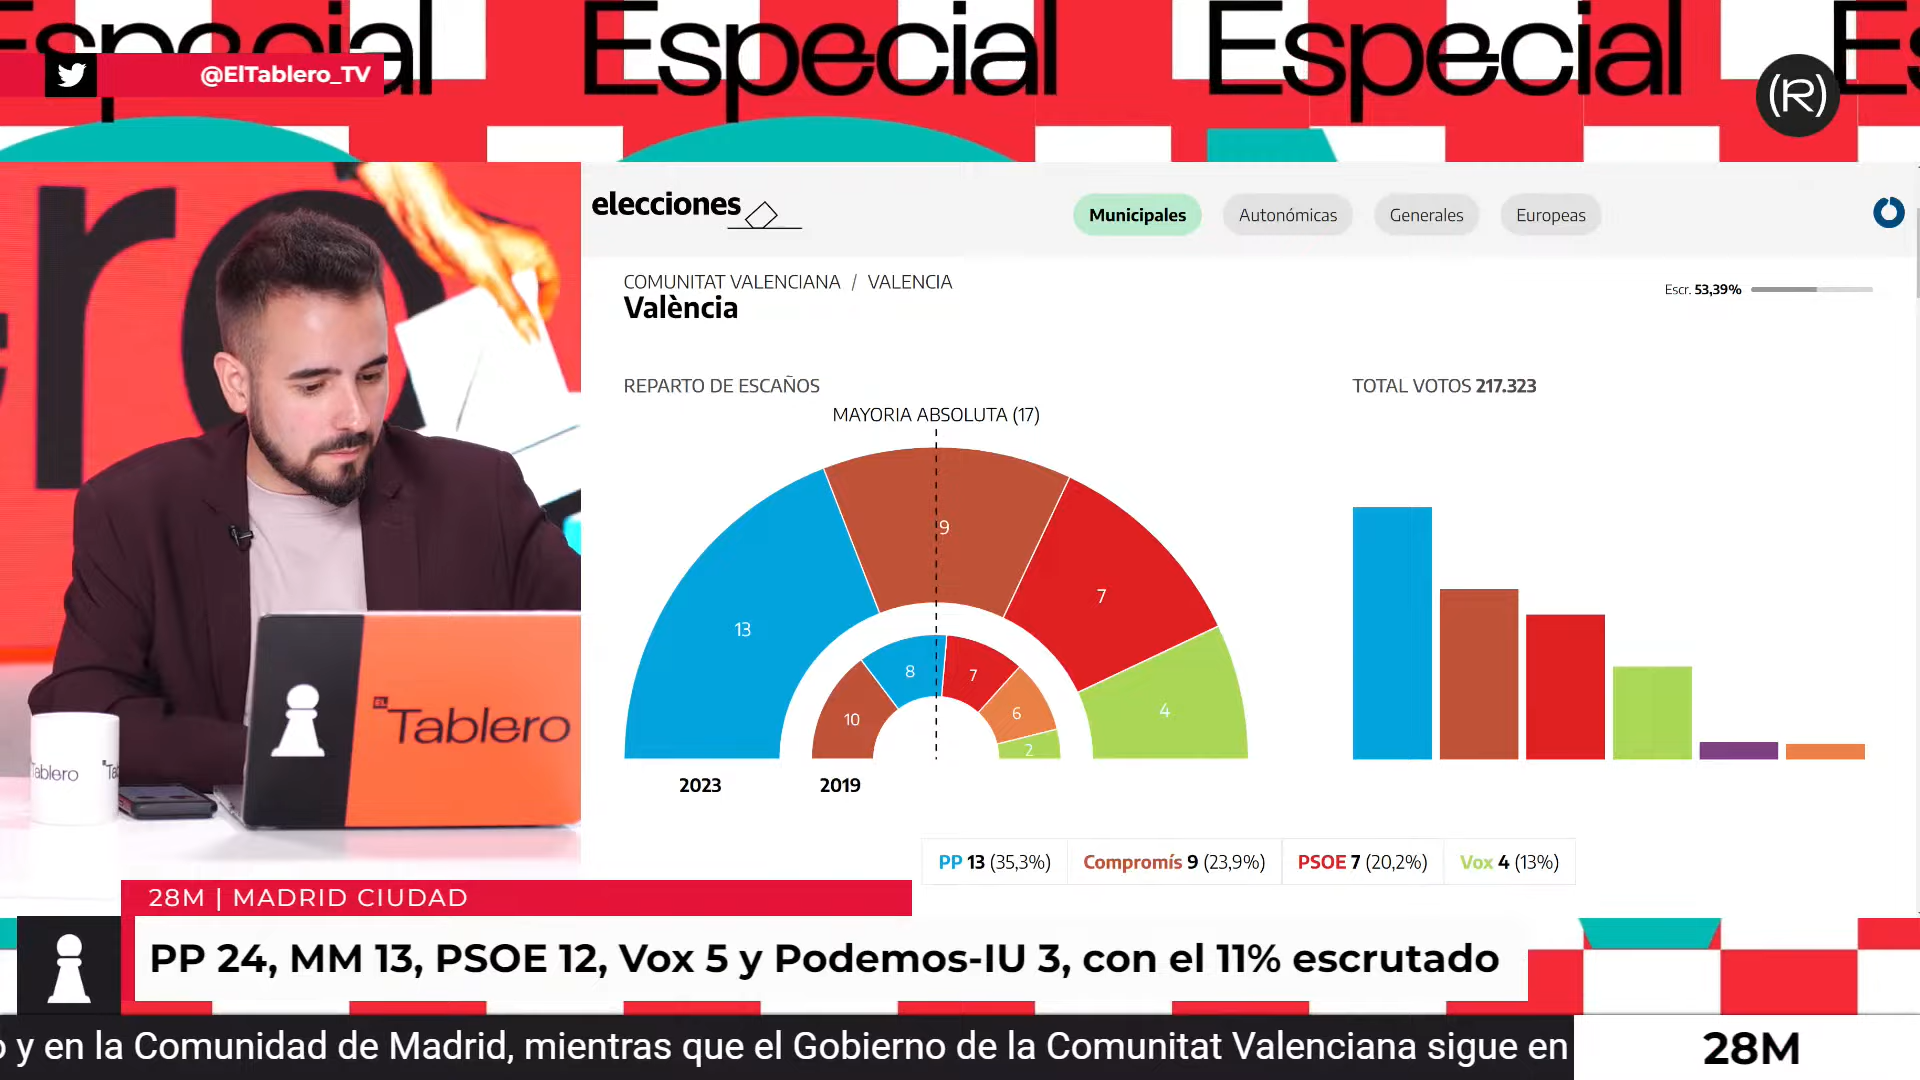 Especial Especial Especial Es
@ElTablero_TV
(R)
ero
elecciones
Municipales
Autonómicas
Generales
Europeas
COMUNITAT VALENCIANA / VALENCIA
Escr. 53,39%
València
REPARTO DE ESCAÑOS
TOTAL VOTOS 217.323
MAYORIA ABSOLUTA (17)
9
7
13
8
7
4
10
6
2
2023
2019
EL
Tablero
Tablero
PP 13 (35,3%)
Compromís 9 (23,9%)
PSOE 7 (20,2%)
Vox 4 (13%)
28M | MADRID CIUDAD
PP 24, MM 13, PSOE 12, Vox 5 y Podemos-IU 3, con el 11% escrutado
o y en la Comunidad de Madrid, mientras que el Gobierno de la Comunitat Valenciana sigue en
28M